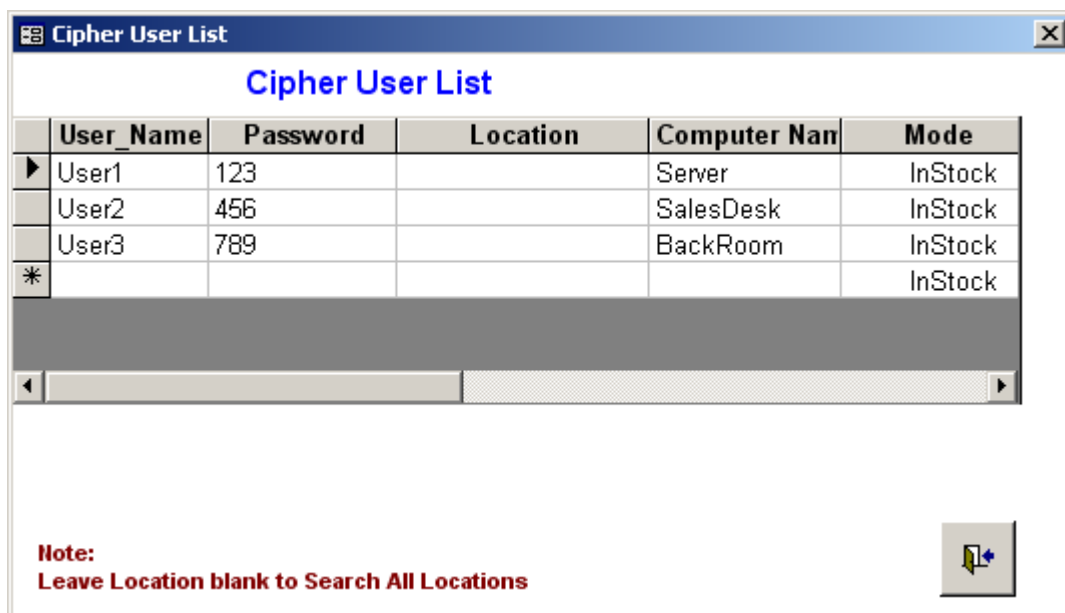 Cipher User List
Cipher User List
User_Name Password Location Computer Nam Mode
User1 123 Server InStock
User2 456 SalesDesk InStock
User3 789 BackRoom InStock
InStock
Note:
Leave Location blank to Search All Locations